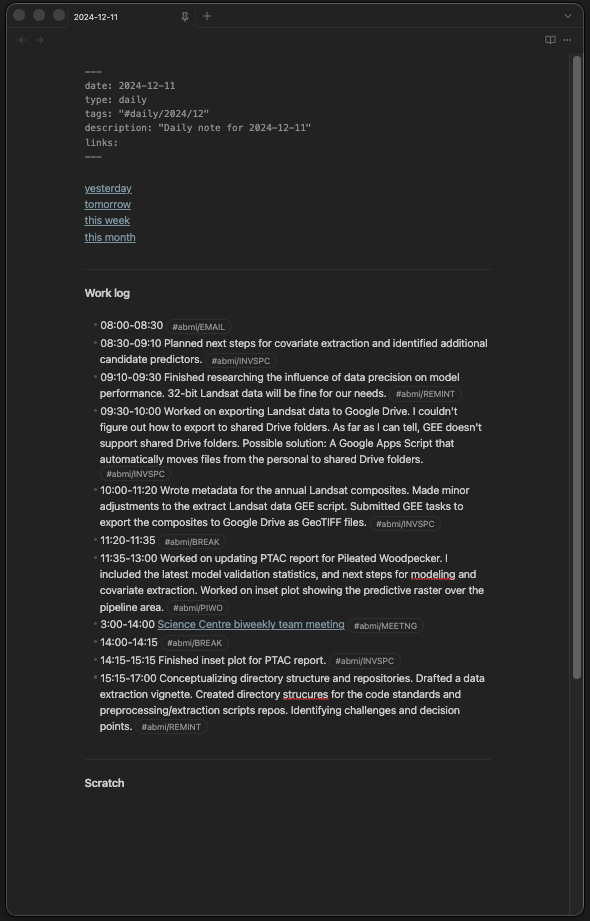 2024-12-11
---
date: 2024-12-11
type: daily
tags: "#daily/2024/12"
description: "Daily note for 2024-12-11"
links:
---
yesterday
tomorrow
this week
this month
Work log
08:00-08:30 #abmi/EMAIL
08:30-09:10 Planned next steps for covariate extraction and identified additional
candidate predictors. #abmi/INVSPC
09:10-09:30 Finished researching the influence of data precision on model
performance. 32-bit Landsat data will be fine for our needs. #abmi/REMINT
09:30-10:00 Worked on exporting Landsat data to Google Drive. I couldn't
figure out how to export to shared Drive folders. As far as I can tell, GEE doesn't
support shared Drive folders. Possible solution: A Google Apps Script that
automatically moves files from the personal to shared Drive folders.
#abmi/INVSPC
10:00-11:20 Wrote metadata for the annual Landsat composites. Made minor
adjustments to the extract Landsat data GEE script. Submitted GEE tasks to
export the composites to Google Drive as GeoTIFF files. #abmi/INVSPC
11:20-11:35 #abmi/BREAK
11:35-13:00 Worked on updating PTAC report for Pileated Woodpecker. I
included the latest model validation statistics, and next steps for modeling and
covariate extraction. Worked on inset plot showing the predictive raster over the
pipeline area. #abmi/PIWO
3:00-14:00 Science Centre biweekly team meeting #abmi/MEETNG
14:00-14:15 #abmi/BREAK
14:15-15:15 Finished inset plot for PTAC report. #abmi/INVSPC
15:15-17:00 Conceptualizing directory structure and repositories. Drafted a data
extraction vignette. Created directory strucures for the code standards and
preprocessing/extraction scripts repos. Identifying challenges and decision
points. #abmi/REMINT
Scratch